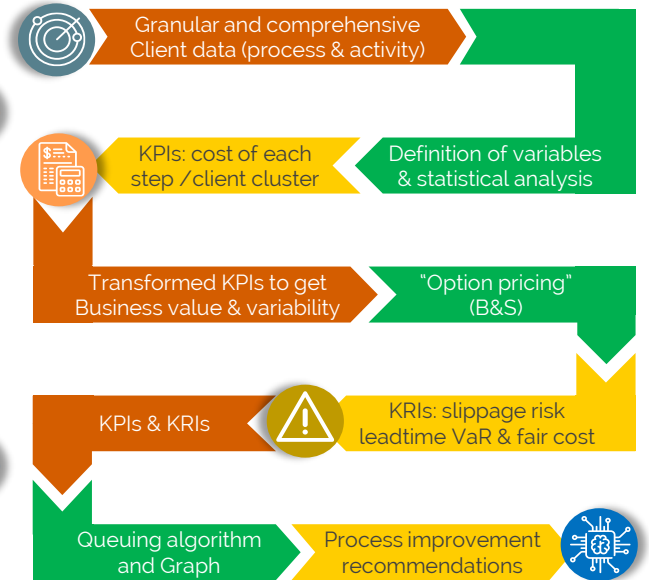 Granular and comprehensive
Client data (process & activity)
Definition of variables
& statistical analysis
KPIs: cost of each
step /client cluster
Transformed KPIs to get
Business value & variability
"Option pricing"
(B&S)
KRIs: slippage risk
leadtime VaR & fair cost
KPIs & KRIs
Queuing algorithm
and Graph
Process improvement
recommendations